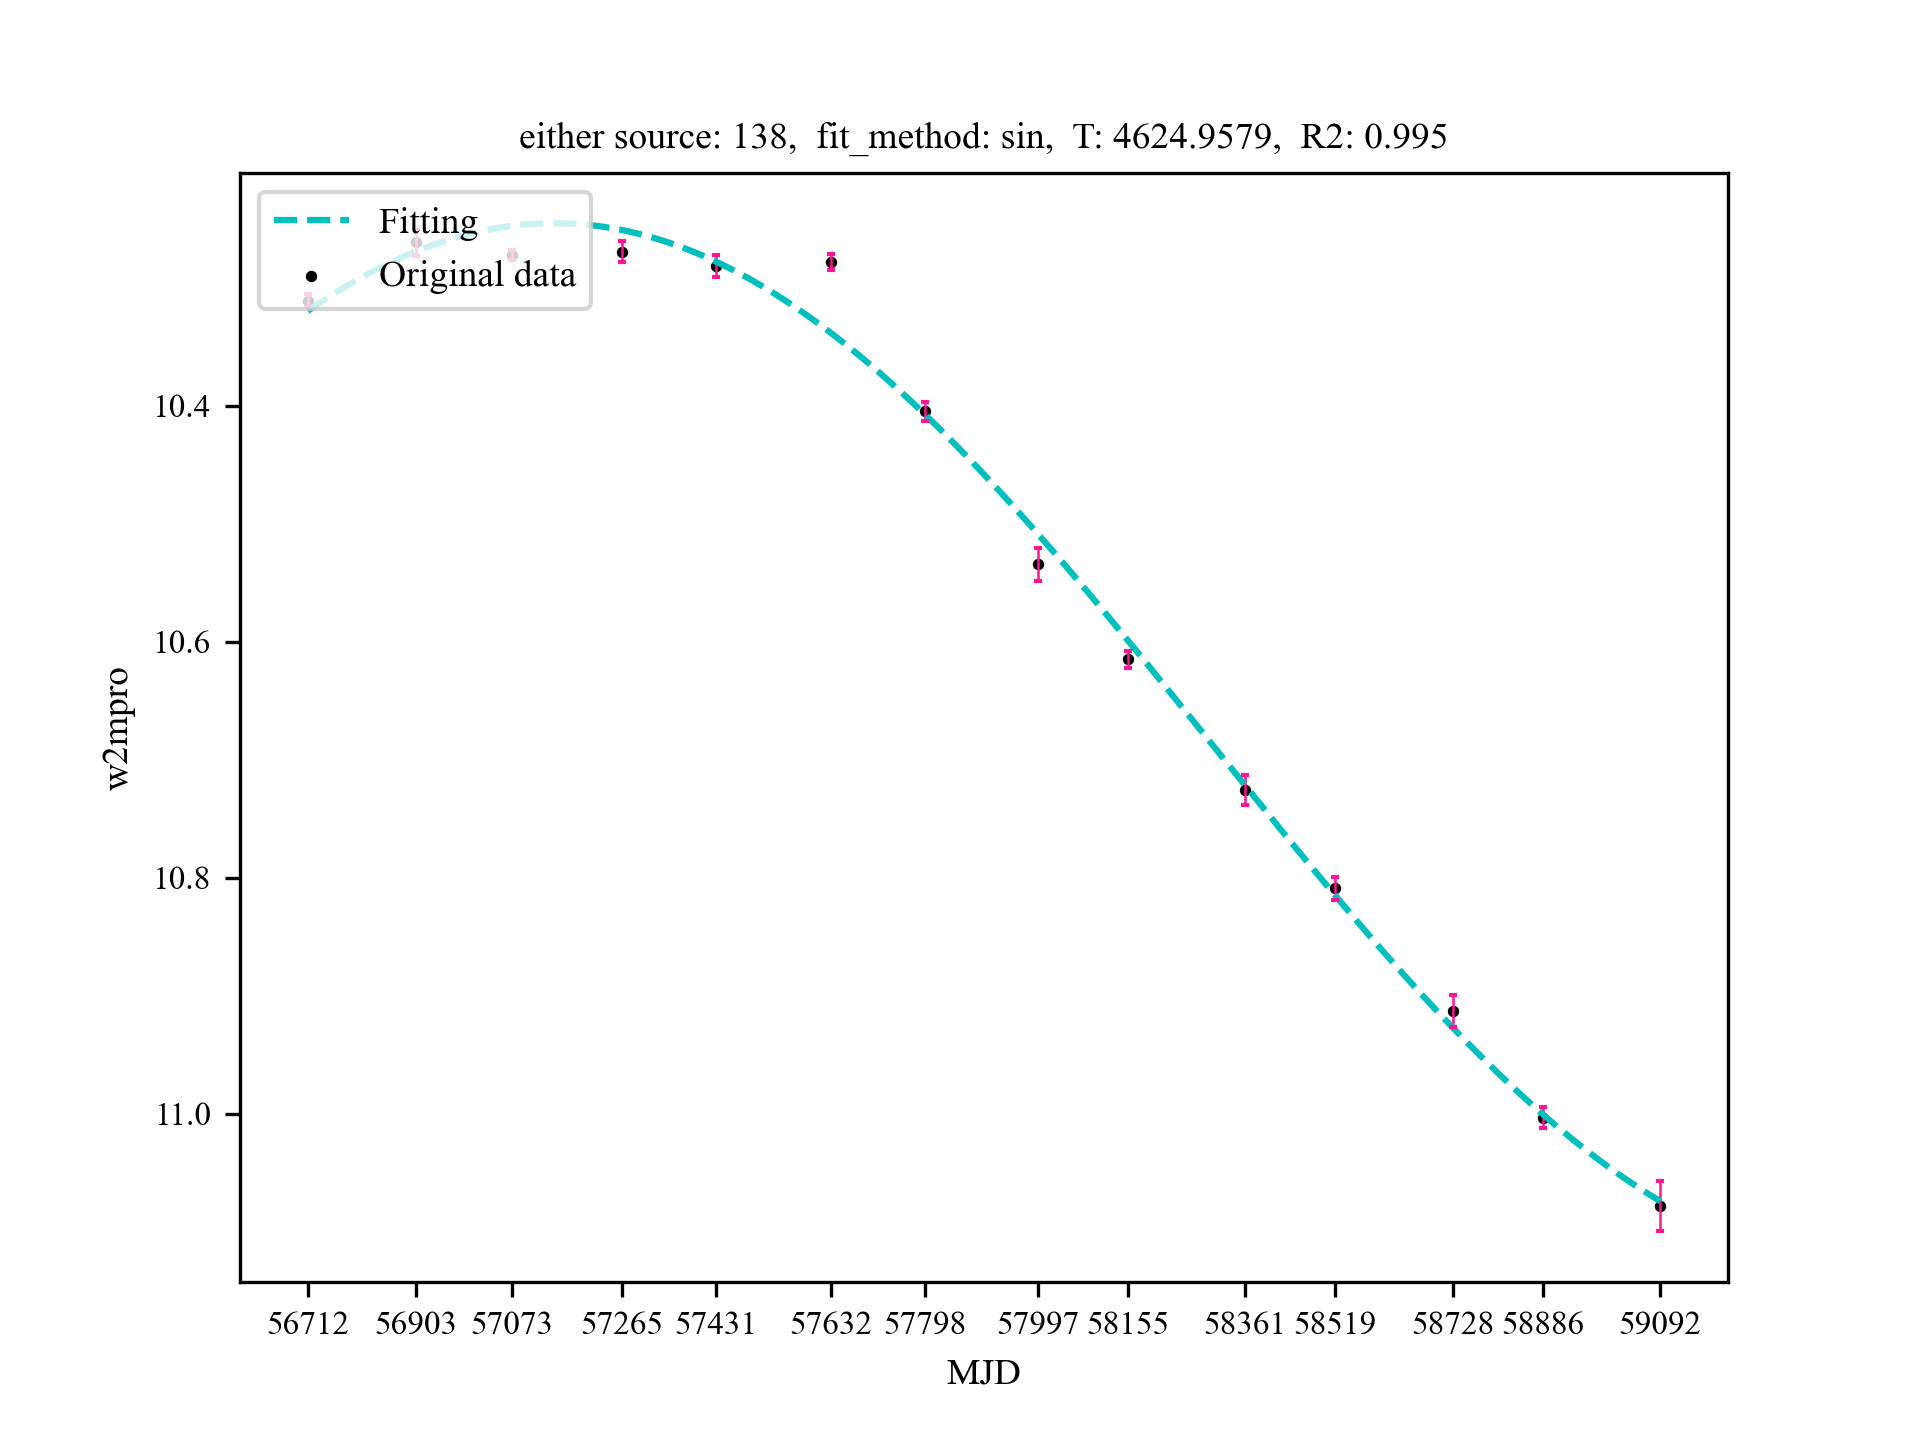 either source: 138,  fit_method: sin,  T: 4624.9579,  R2: 0.995
Fitting
Original data
10.4
10.6
10.8
11.0
w2mpro
56712 56903 57073 57265 57431 57632 57798 57997 58155 58361 58519 58728 58886 59092
MJD